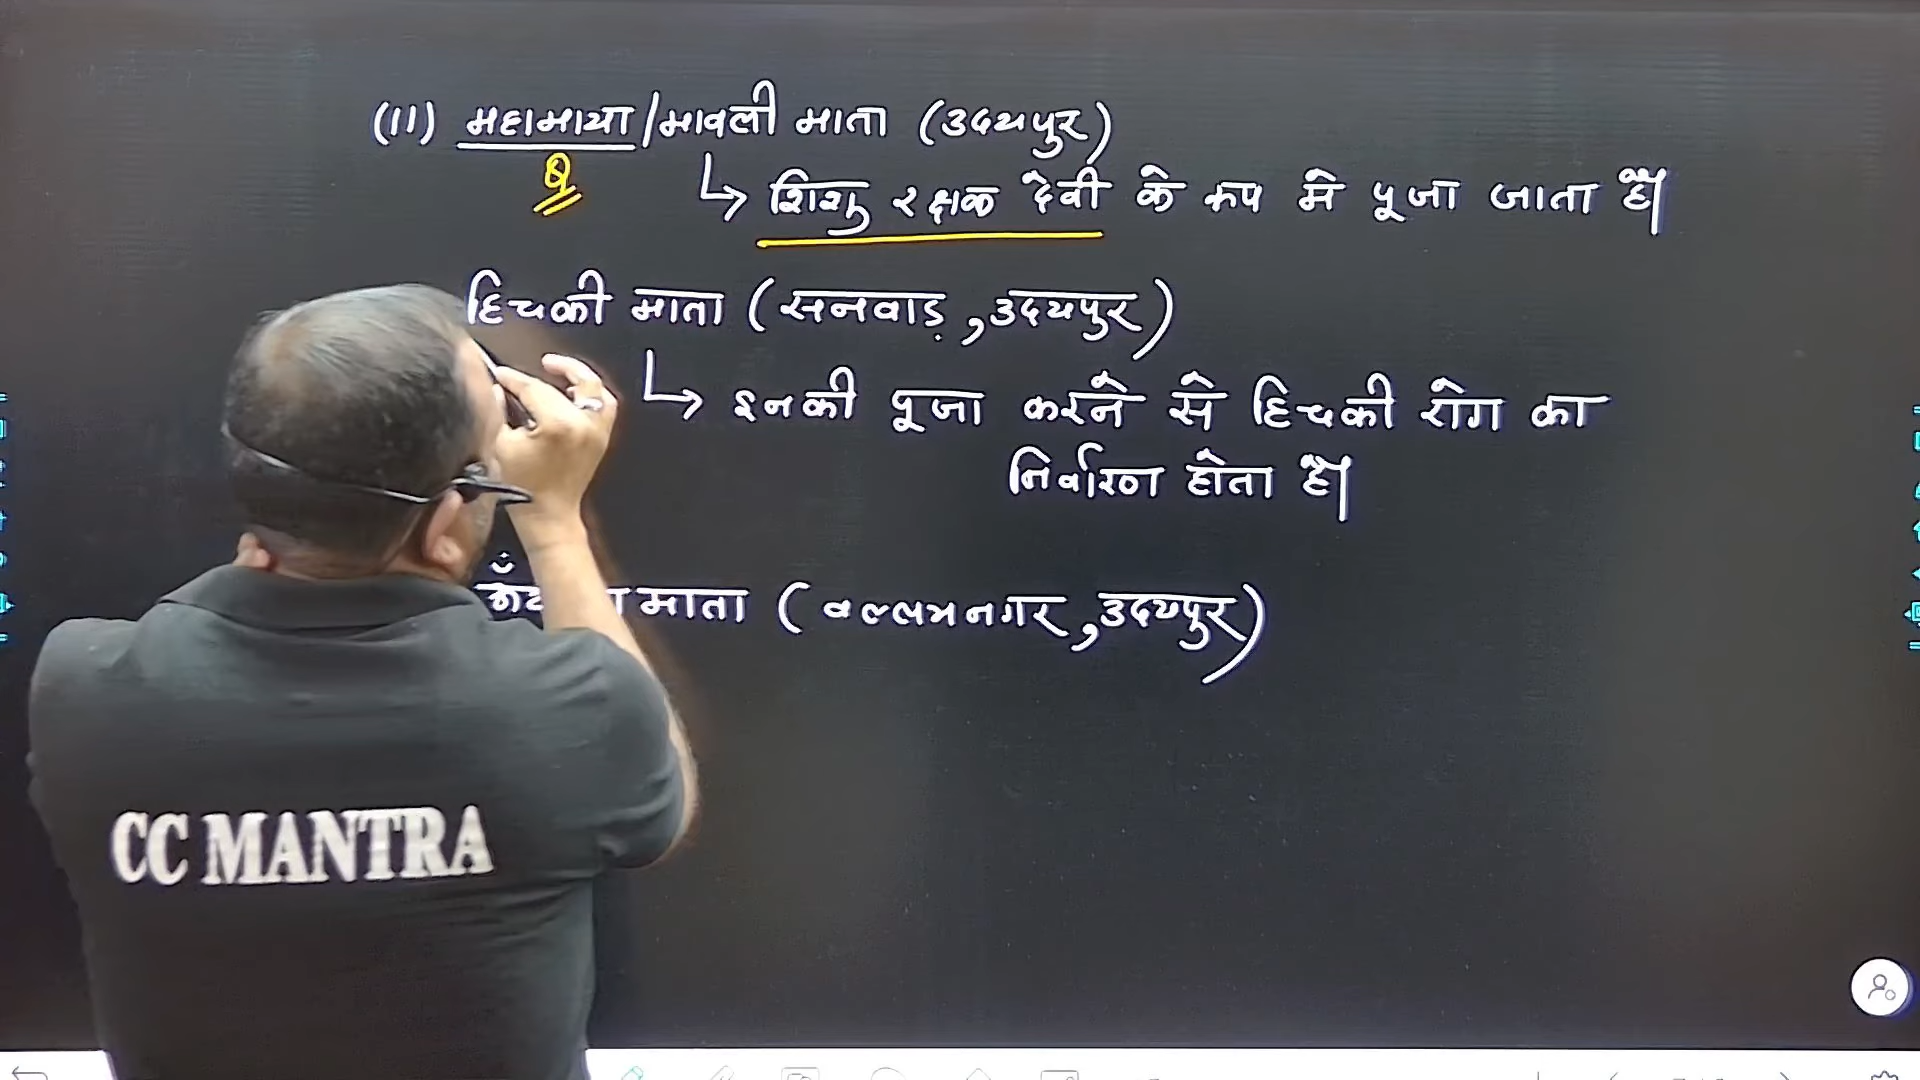 (11) महामाया/मावली माता (उदयपुर)
Q
↳ शिशु रक्षक देवी के रूप मे पूजा जाता है।
हिचकी माता (सनवाड़, उदयपुर)
↳ इनकी पूजा करने से हिचकी रोग का
निर्वारण होता है।
माता (वल्लभनगर, उदयपुर)
CC MANTRA